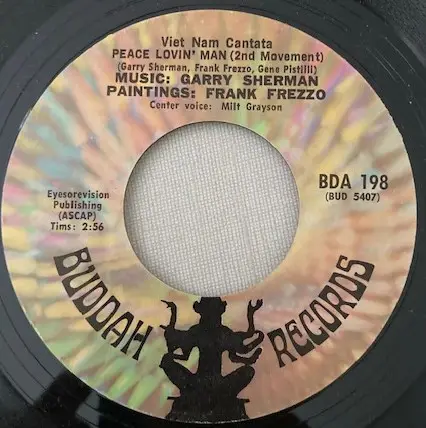 Viet Nam Cantata
PEACE LOVIN' MAN (2nd Movement)
(Garry Sherman, Frank Frezzo, Gene Pistilli)
MUSIC: GARRY SHERMAN
PAINTINGS: FRANK FREZZO
Center voice: Milt Grayson
BDA 198
(BUD 5407)
Eyesorevision
Publishing
(ASCAP)
Tims: 2:56
BUDDAH RECORDS